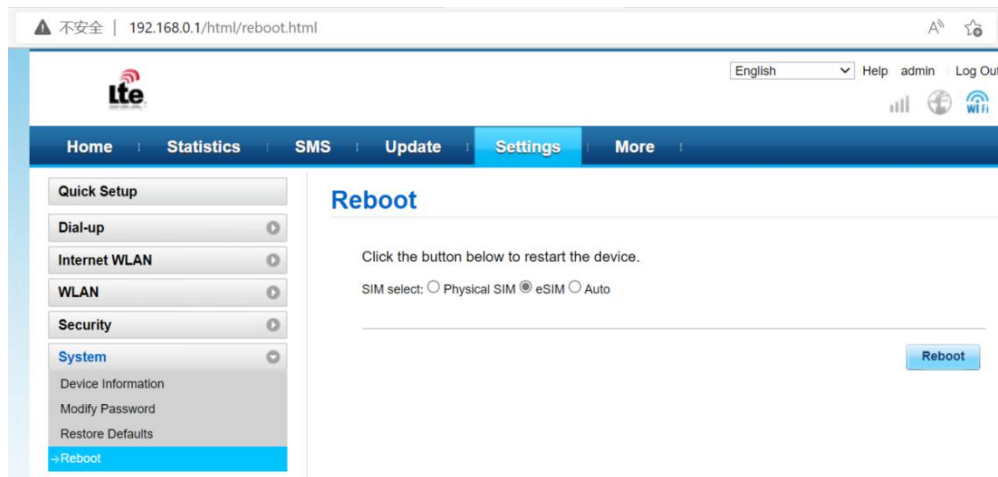 不安全 | 192.168.0.1/html/reboot.html
English Help admin Log Out
lte
WiFi
Home Statistics SMS Update Settings More
Quick Setup
Dial-up
Internet WLAN
WLAN
Security
System
Device Information
Modify Password
Restore Defaults
Reboot
Reboot
Click the button below to restart the device.
SIM select: Physical SIM eSIM Auto
Reboot